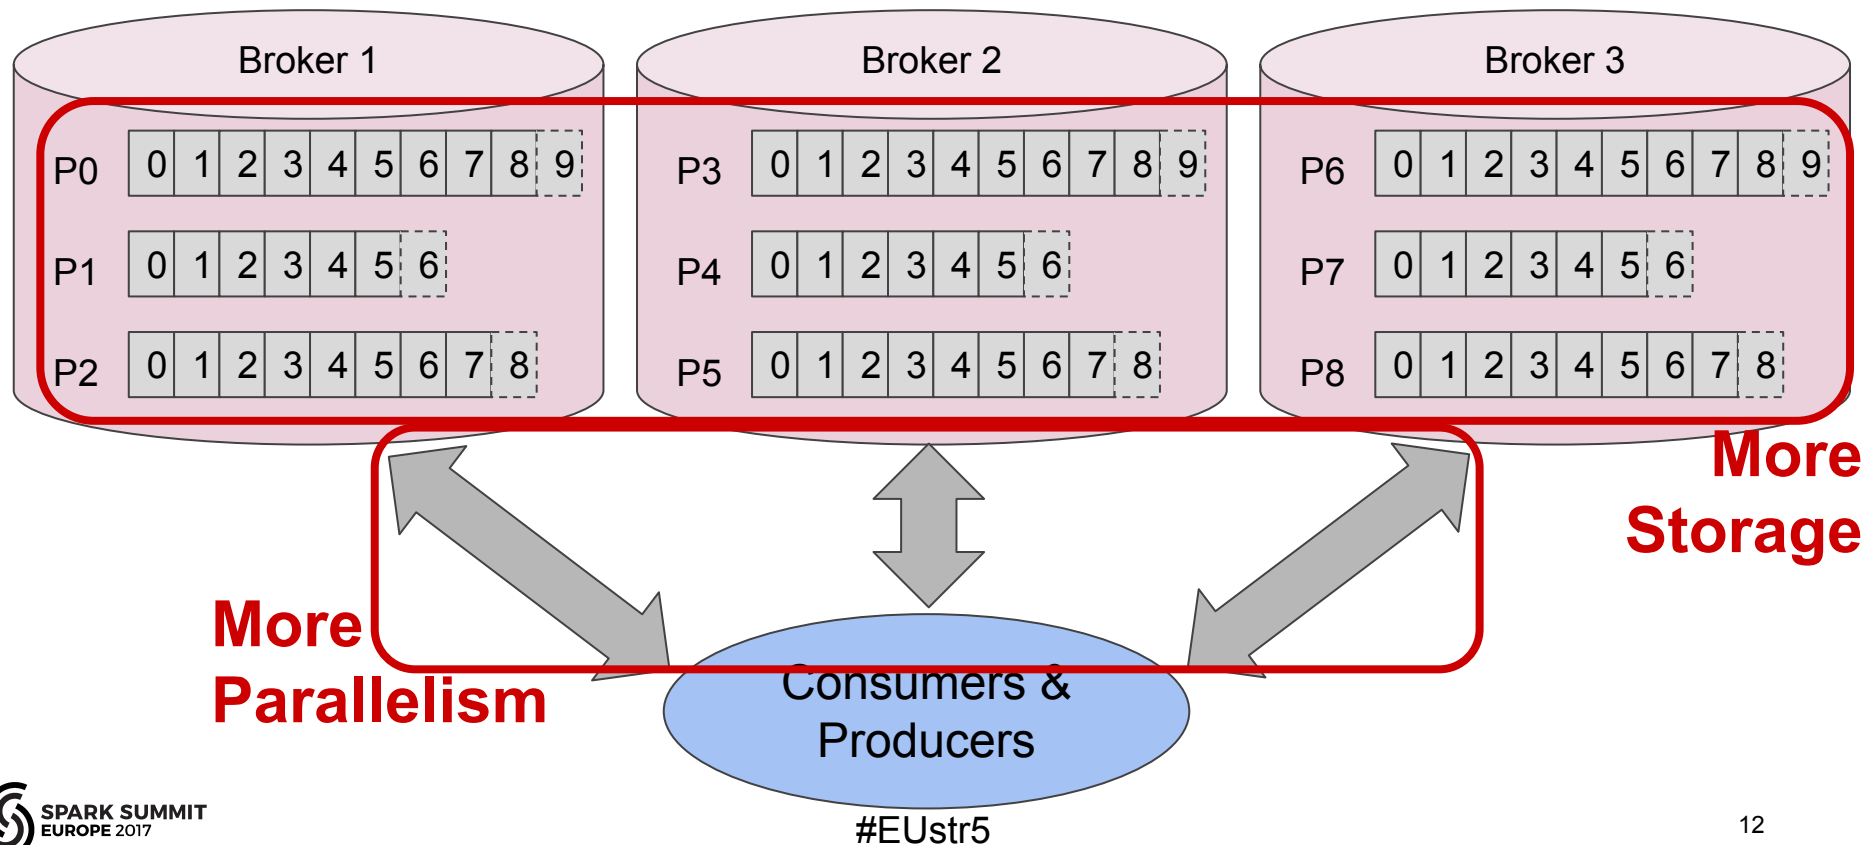 Broker 1
Broker 2
Broker 3
P0 0 1 2 3 4 5 6 7 8 9
P3 0 1 2 3 4 5 6 7 8 9
P6 0 1 2 3 4 5 6 7 8 9
P1 0 1 2 3 4 5 6
P4 0 1 2 3 4 5 6
P7 0 1 2 3 4 5 6
P2 0 1 2 3 4 5 6 7 8
P5 0 1 2 3 4 5 6 7 8
P8 0 1 2 3 4 5 6 7 8
More
Storage
More
Parallelism
Consumers &
Producers
SPARK SUMMIT
EUROPE 2017
#EUstr5
12